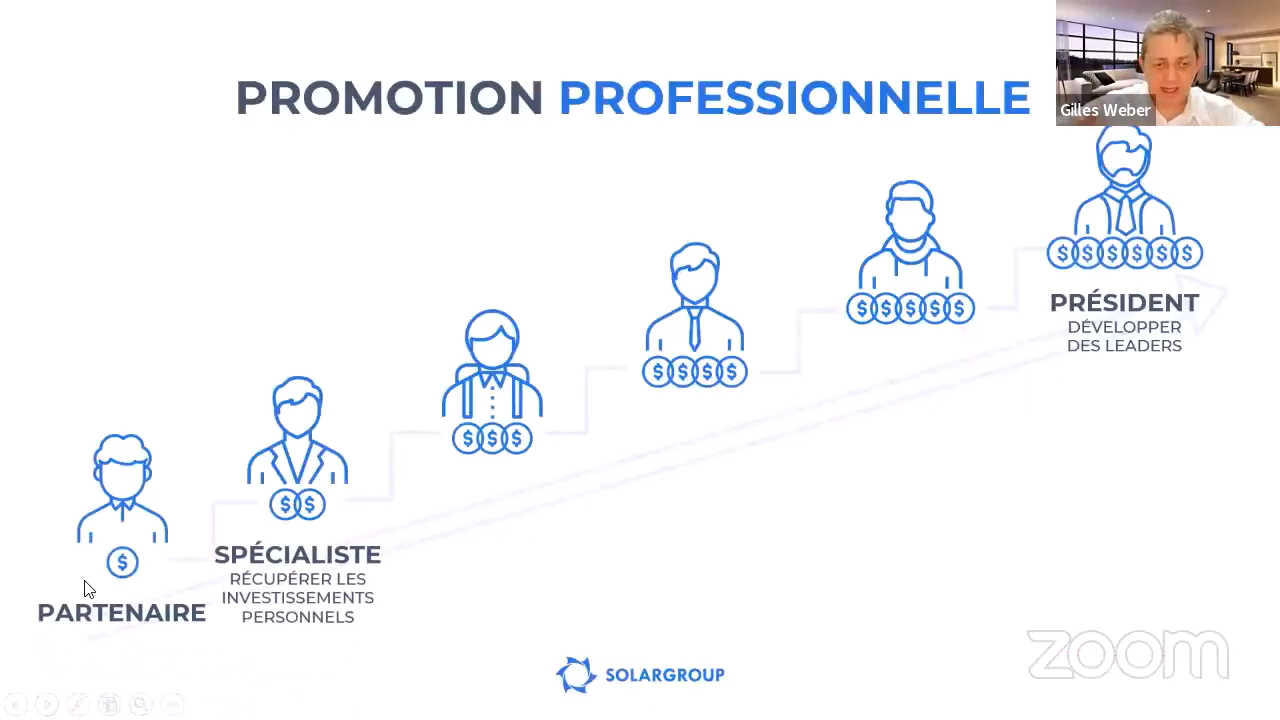 PROMOTION PROFESSIONNELLE
Gilles Weber
$ $ $ $ $ $
PRÉSIDENT
DÉVELOPPER
DES LEADERS
$ $ $ $ $
$ $ $ $
$ $ $
$ $
SPÉCIALISTE
RÉCUPÉRER LES
INVESTISSEMENTS
PERSONNELS
$
PARTENAIRE
SOLARGROUP
zoom